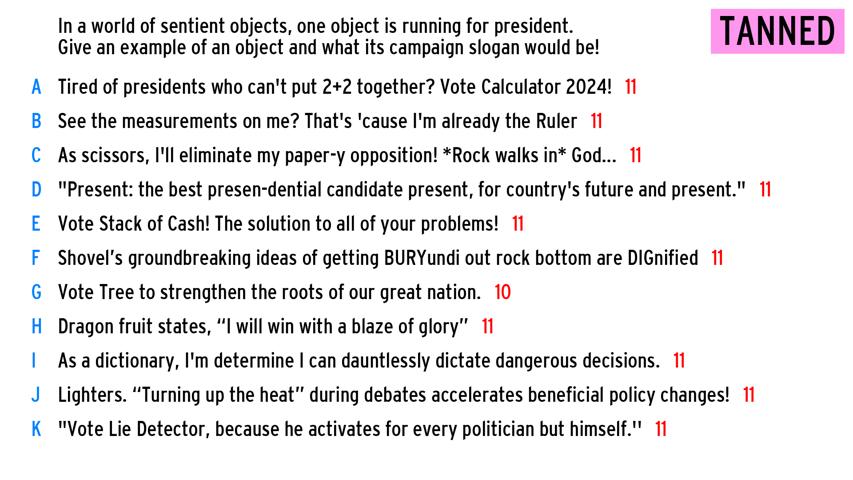 In a world of sentient objects, one object is running for president.
Give an example of an object and what its campaign slogan would be!
TANNED
A Tired of presidents who can't put 2+2 together? Vote Calculator 2024! 11
B See the measurements on me? That's 'cause I'm already the Ruler 11
C As scissors, I'll eliminate my paper-y opposition! *Rock walks in* God... 11
D "Present: the best presen-dential candidate present, for country's future and present." 11
E Vote Stack of Cash! The solution to all of your problems! 11
F Shovel’s groundbreaking ideas of getting BURYundi out rock bottom are DIGnified 11
G Vote Tree to strengthen the roots of our great nation. 10
H Dragon fruit states, “I will win with a blaze of glory” 11
I As a dictionary, I'm determine I can dauntlessly dictate dangerous decisions. 11
J Lighters. “Turning up the heat” during debates accelerates beneficial policy changes! 11
K "Vote Lie Detector, because he activates for every politician but himself.'' 11